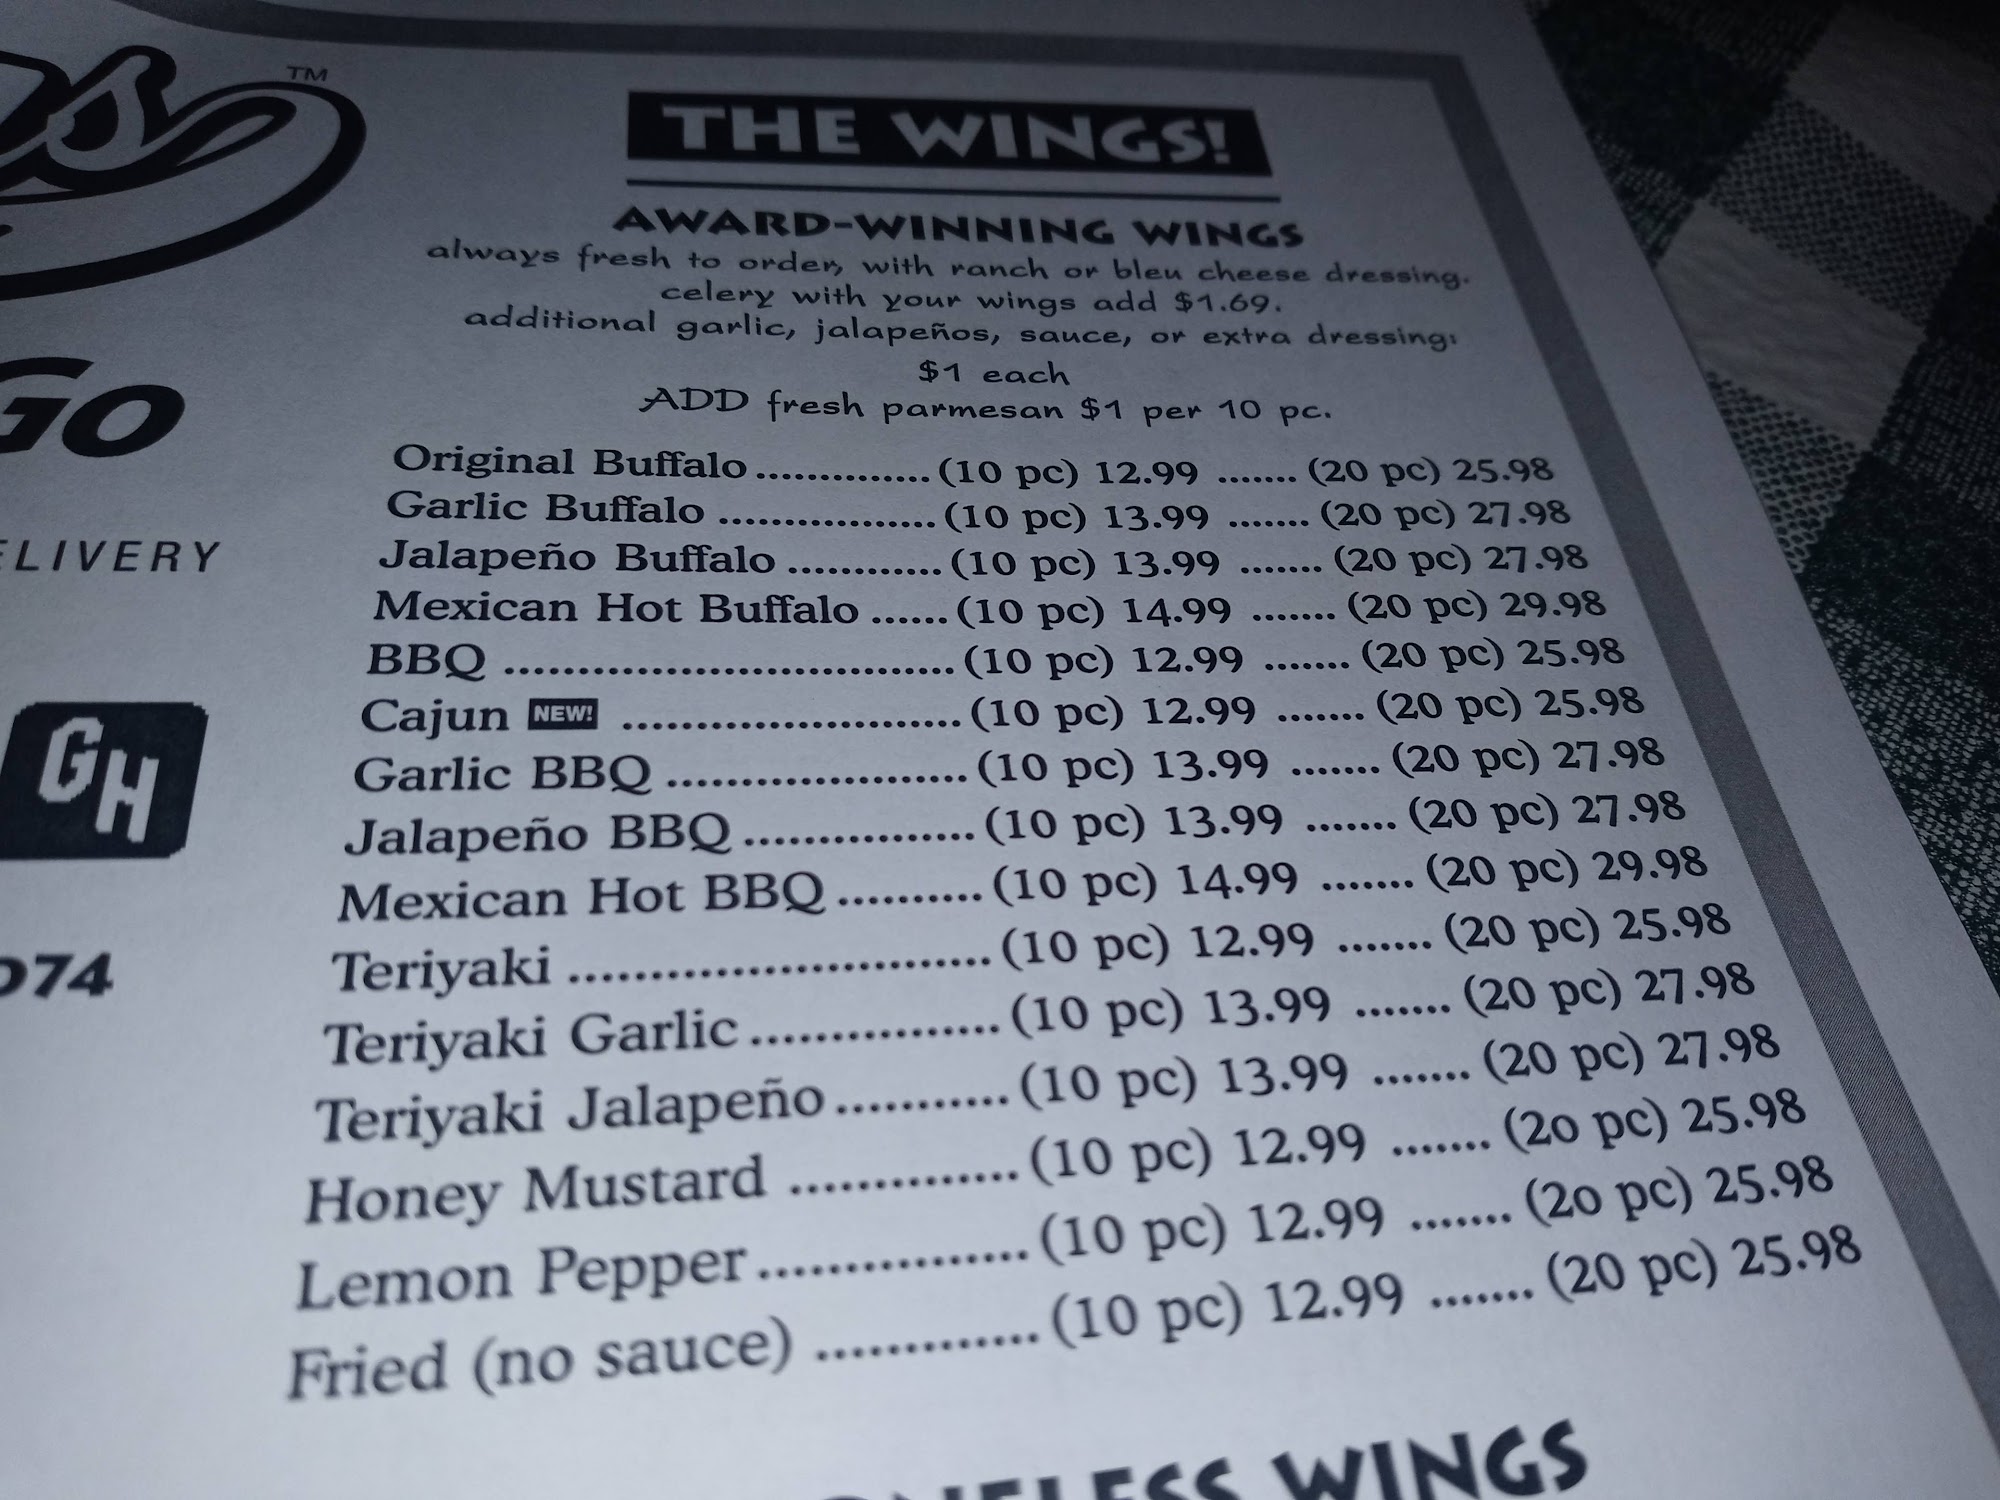 TM
THE WINGS!
AWARD-WINNING WINGS
always fresh to order, with ranch or bleu cheese dressing.
celery with your wings add $1.69.
additional garlic, jalapeños, sauce, or extra dressing:
$1 each
ADD fresh parmesan $1 per 10 pc.
GO
Original Buffalo..............(10 pc) 12.99 .......(20 pc) 25.98
Garlic Buffalo .................(10 pc) 13.99 .......(20 pc) 27.98
ELIVERY
Jalapeño Buffalo ............(10 pc) 13.99 .......(20 pc) 27.98
Mexican Hot Buffalo ......(10 pc) 14.99 .......(20 pc) 29.98
BBQ ..............................(10 pc) 12.99 .......(20 pc) 25.98
Cajun NEW! .......................(10 pc) 12.99 .......(20 pc) 25.98
GH
Garlic BBQ ......................(10 pc) 13.99 .......(20 pc) 27.98
Jalapeño BBQ.................(10 pc) 13.99 .......(20 pc) 27.98
Mexican Hot BBQ..........(10 pc) 14.99 .......(20 pc) 29.98
Teriyaki ...........................(10 pc) 12.99 .......(20 pc) 25.98
74
Teriyaki Garlic................(10 pc) 13.99 .......(20 pc) 27.98
Teriyaki Jalapeño...........(10 pc) 13.99 .......(20 pc) 27.98
Honey Mustard ..............(10 pc) 12.99 .......(2o pc) 25.98
Lemon Pepper.................(10 pc) 12.99 .......(2o pc) 25.98
Fried (no sauce) .............(10 pc) 12.99 .......(20 pc) 25.98
WINGS